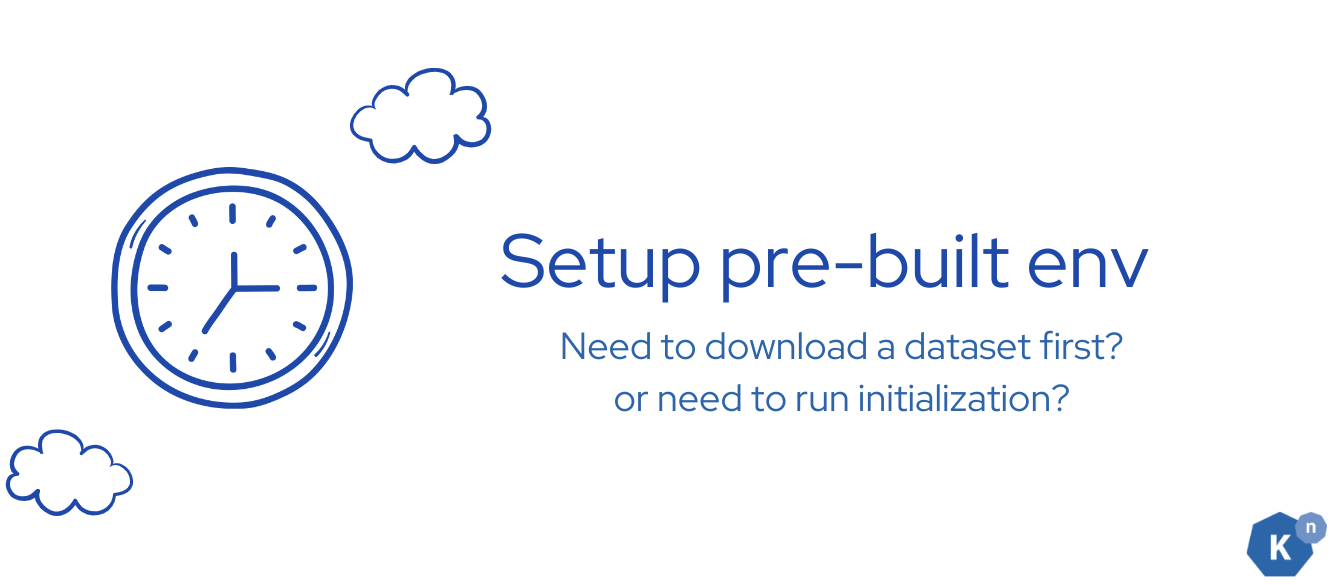 Setup pre-built env
Need to download a dataset first?
or need to run initialization?
K n